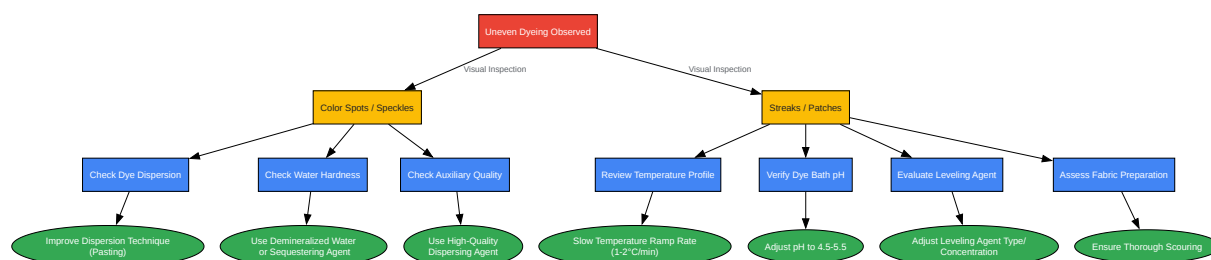 Uneven Dyeing Observed
Visual Inspection
Visual Inspection
Color Spots / Speckles
Streaks / Patches
Check Dye Dispersion
Check Water Hardness
Check Auxiliary Quality
Review Temperature Profile
Verify Dye Bath pH
Evaluate Leveling Agent
Assess Fabric Preparation
Improve Dispersion Technique
(Pasting)
Use Demineralized Water
or Sequestering Agent
Use High-Quality
Dispersing Agent
Slow Temperature Ramp Rate
(1-2°C/min)
Adjust pH to 4.5-5.5
Adjust Leveling Agent Type/
Concentration
Ensure Thorough Scouring